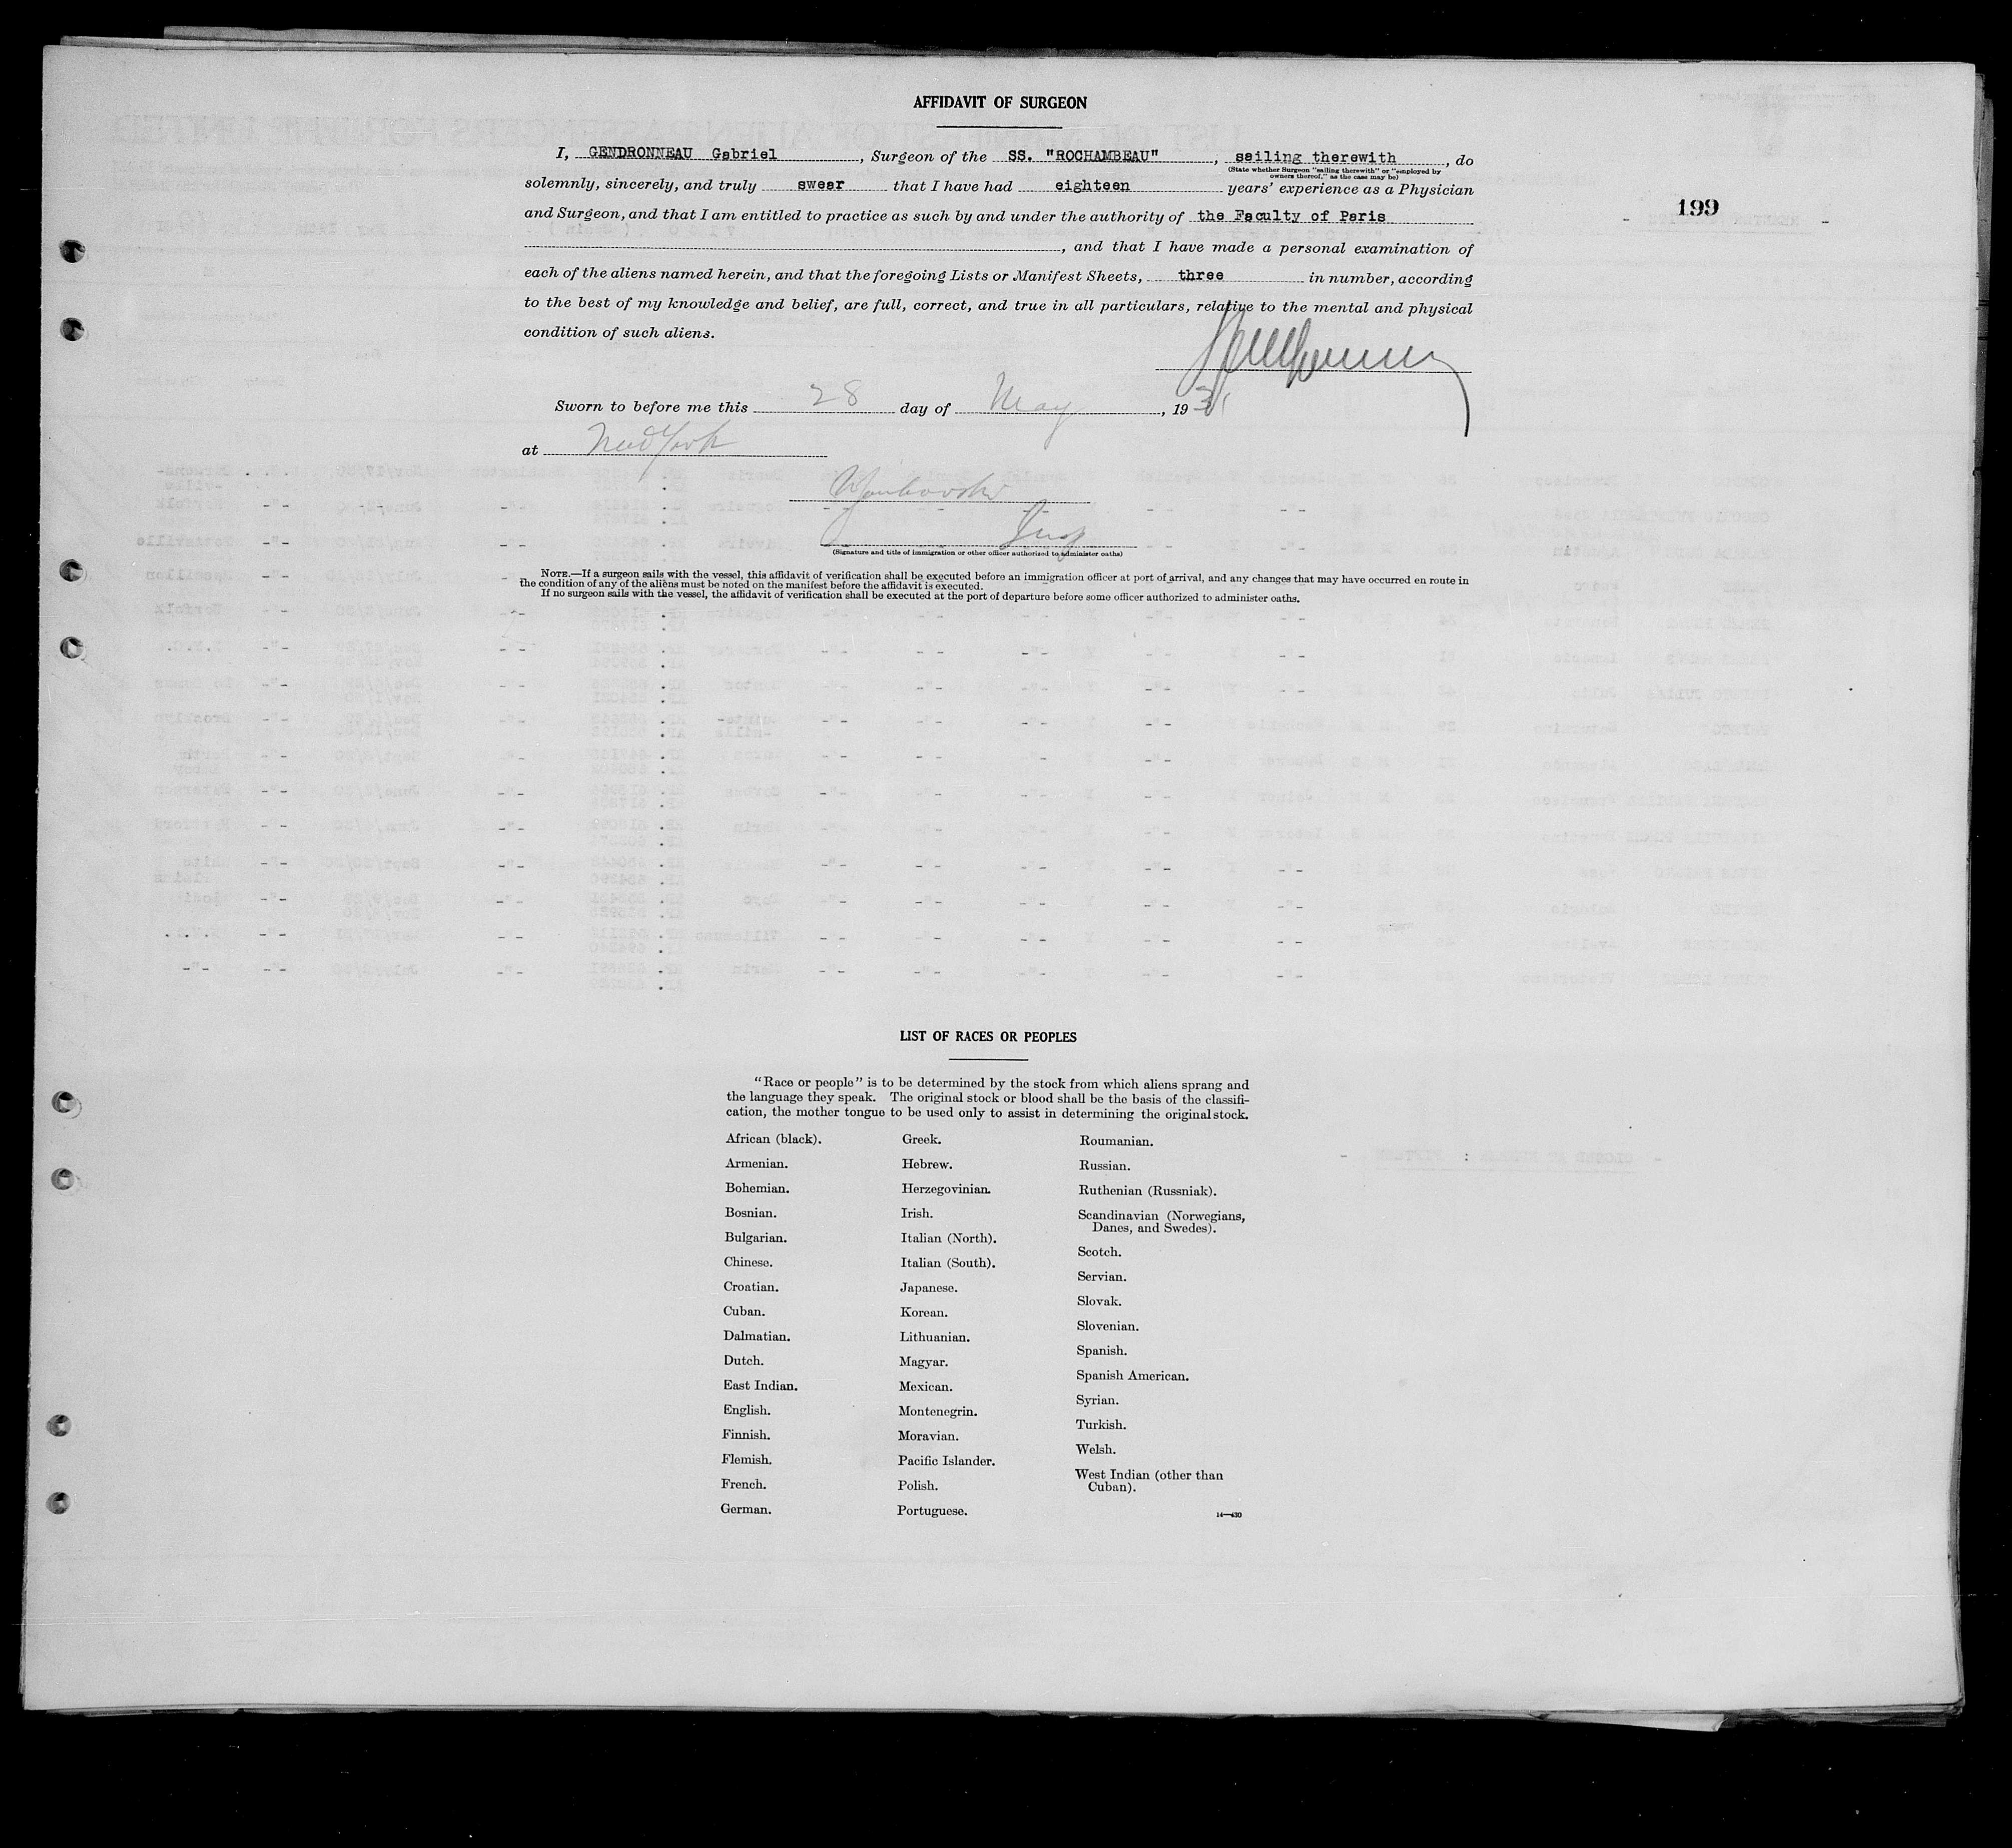 AFFIDAVIT OF SURGEON
I, GENDRONNEAU Gabriel, Surgeon of the SS. "ROCHAMBEAU", sailing therewith, do
(State whether Surgeon "sailing therewith" or "employed by owners thereof," as the case may be)
solemnly, sincerely, and truly swear that I have had eighteen years' experience as a Physician
and Surgeon, and that I am entitled to practice as such by and under the authority of the Faculty of Paris
199
, and that I have made a personal examination of
each of the aliens named herein, and that the foregoing Lists or Manifest Sheets, three in number, according
to the best of my knowledge and belief, are full, correct, and true in all particulars, relative to the mental and physical
condition of such aliens.
Sworn to before me this 28 day of May, 1931
at New York
Insp
(Signature and title of immigration or other officer authorized to administer oaths)
NOTE.—If a surgeon sails with the vessel, this affidavit of verification shall be executed before an immigration officer at port of arrival, and any changes that may have occurred en route in
the condition of any of the aliens must be noted on the manifest before the affidavit is executed.
If no surgeon sails with the vessel, the affidavit of verification shall be executed at the port of departure before some officer authorized to administer oaths.
LIST OF RACES OR PEOPLES
"Race or people" is to be determined by the stock from which aliens sprang and
the language they speak. The original stock or blood shall be the basis of the classifi-
cation, the mother tongue to be used only to assist in determining the original stock.
African (black).
Armenian.
Bohemian.
Bosnian.
Bulgarian.
Chinese.
Croatian.
Cuban.
Dalmatian.
Dutch.
East Indian.
English.
Finnish.
Flemish.
French.
German.
Greek.
Hebrew.
Herzegovinian.
Irish.
Italian (North).
Italian (South).
Japanese.
Korean.
Lithuanian.
Magyar.
Mexican.
Montenegrin.
Moravian.
Pacific Islander.
Polish.
Portuguese.
Roumanian.
Russian.
Ruthenian (Russniak).
Scandinavian (Norwegians,
Danes, and Swedes).
Scotch.
Servian.
Slovak.
Slovenian.
Spanish.
Spanish American.
Syrian.
Turkish.
Welsh.
West Indian (other than
Cuban).
14—430